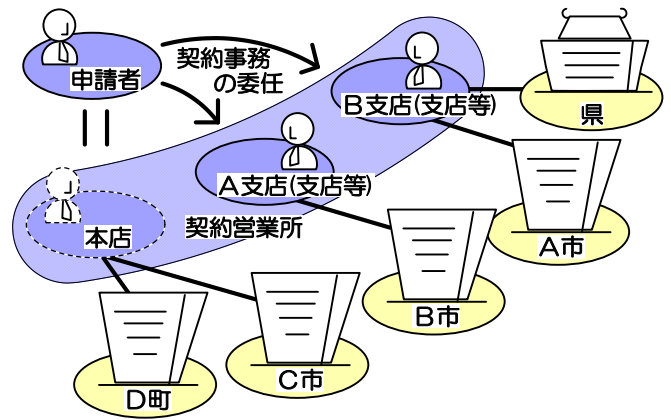 申請者
契約事務
の委任
B支店(支店等)
県
A支店(支店等)
A市
契約営業所
本店
B市
C市
D町